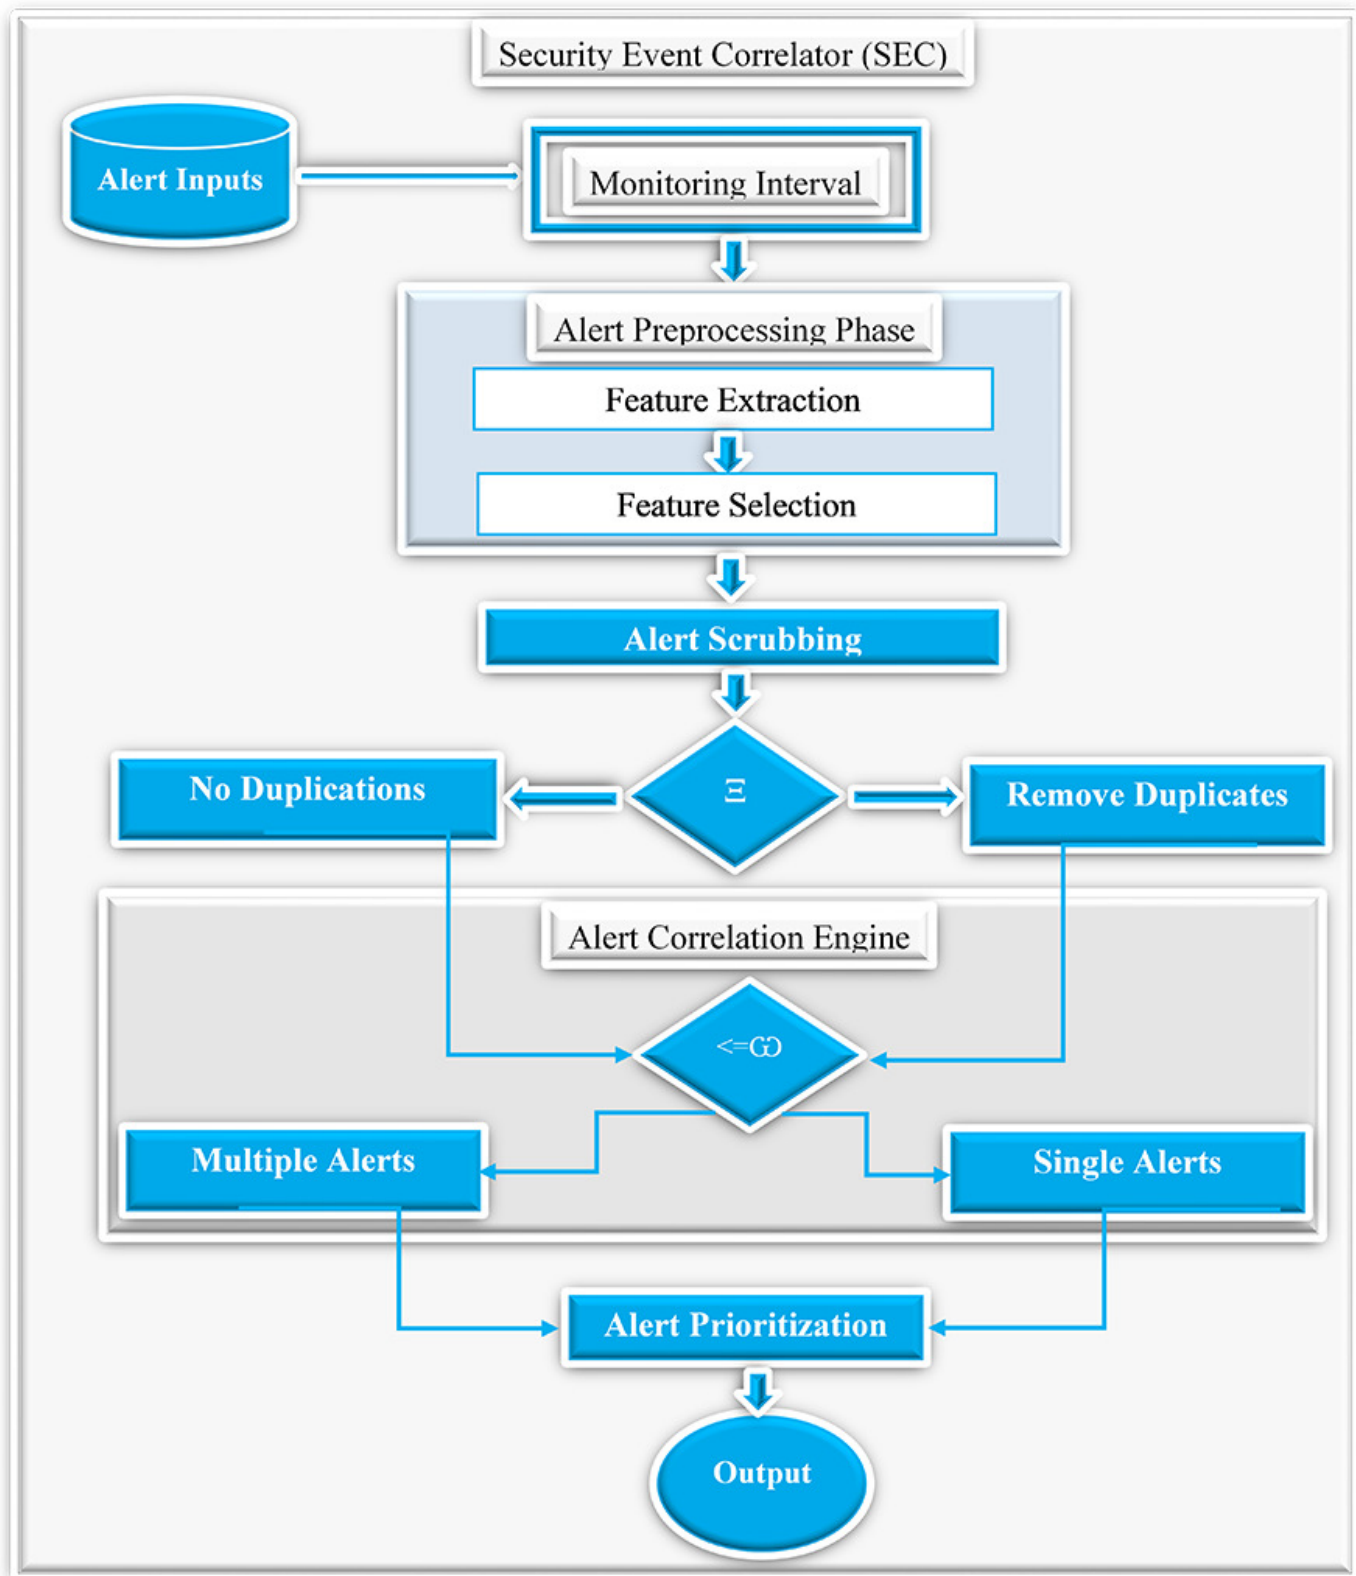 Security Event Correlator (SEC)
Alert Inputs
Monitoring Interval
Alert Preprocessing Phase
Feature Extraction
Feature Selection
Alert Scrubbing
No Duplications
Ξ
Remove Duplicates
Alert Correlation Engine
<=Ѡ
Multiple Alerts
Single Alerts
Alert Prioritization
Output